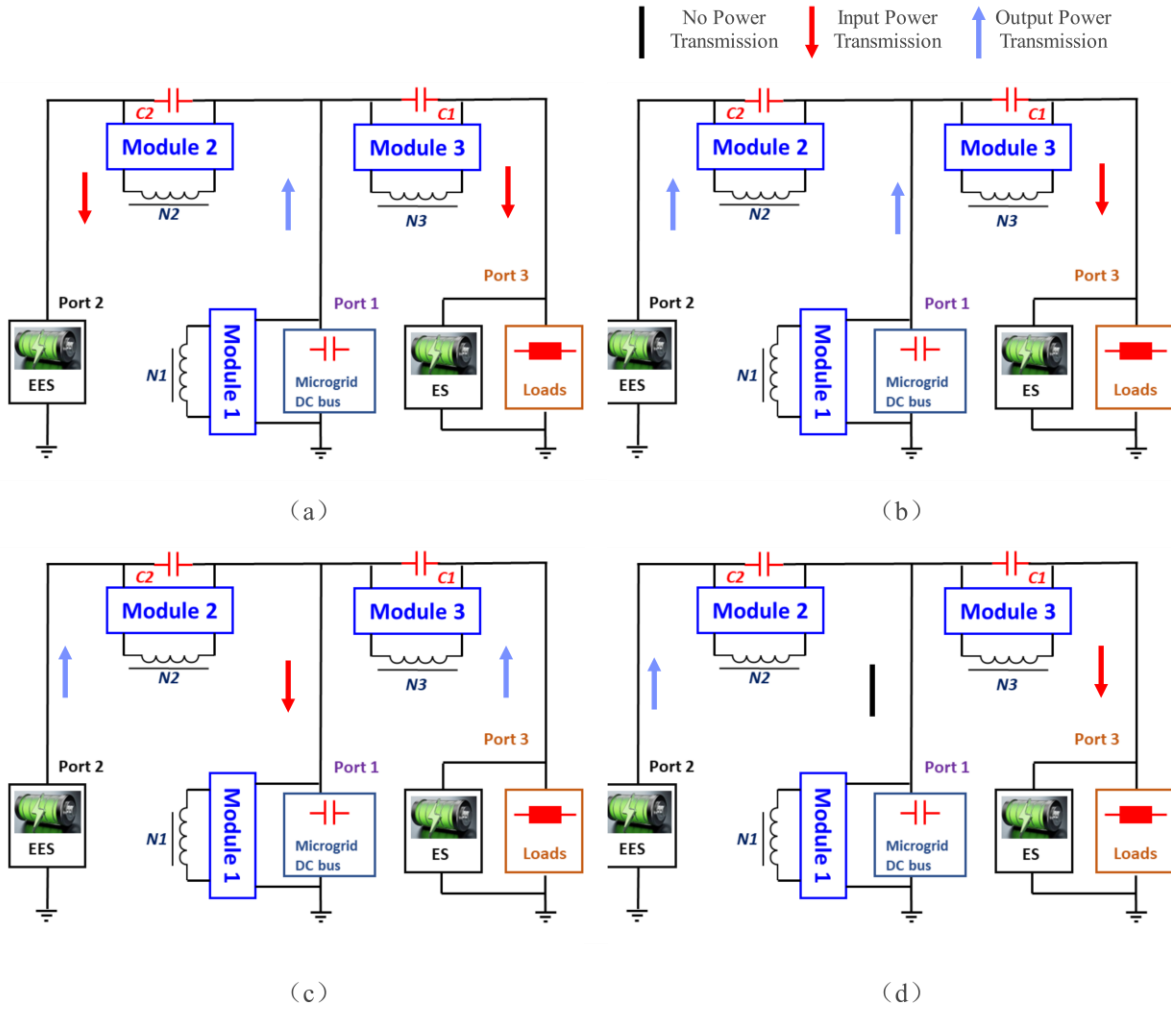 No Power
Transmission
Input Power
Transmission
Output Power
Transmission
C2
C1
Module 2
Module 3
N2
N3
Port 3
Port 2
Port 1
N1
Module 1
EES
Microgrid
DC bus
ES
Loads
(a)
C2
C1
Module 2
Module 3
N2
N3
Port 3
Port 2
Port 1
N1
Module 1
EES
Microgrid
DC bus
ES
Loads
(b)
C2
C1
Module 2
Module 3
N2
N3
Port 3
Port 2
Port 1
N1
Module 1
EES
Microgrid
DC bus
ES
Loads
(c)
C2
C1
Module 2
Module 3
N2
N3
Port 3
Port 2
Port 1
N1
Module 1
EES
Microgrid
DC bus
ES
Loads
(d)